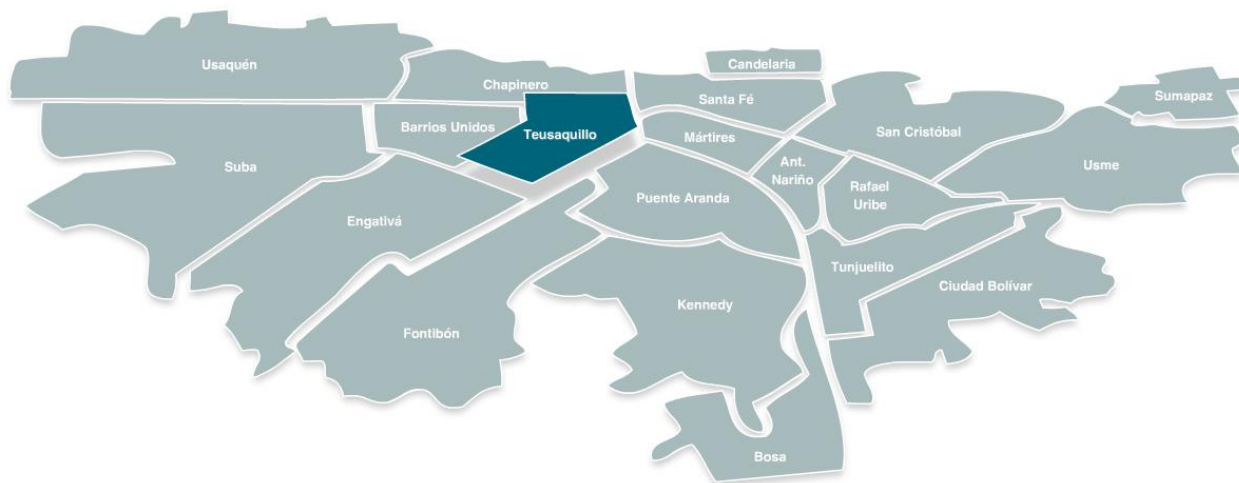 Usaquén
Candelaria
Chapinero
Santa Fé
Sumapaz
Barrios Unidos
Teusaquillo
Mártires
San Cristóbal
Suba
Ant.
Nariño
Usme
Engativá
Puente Aranda
Rafael
Uribe
Tunjuelito
Ciudad Bolívar
Fontibón
Kennedy
Bosa